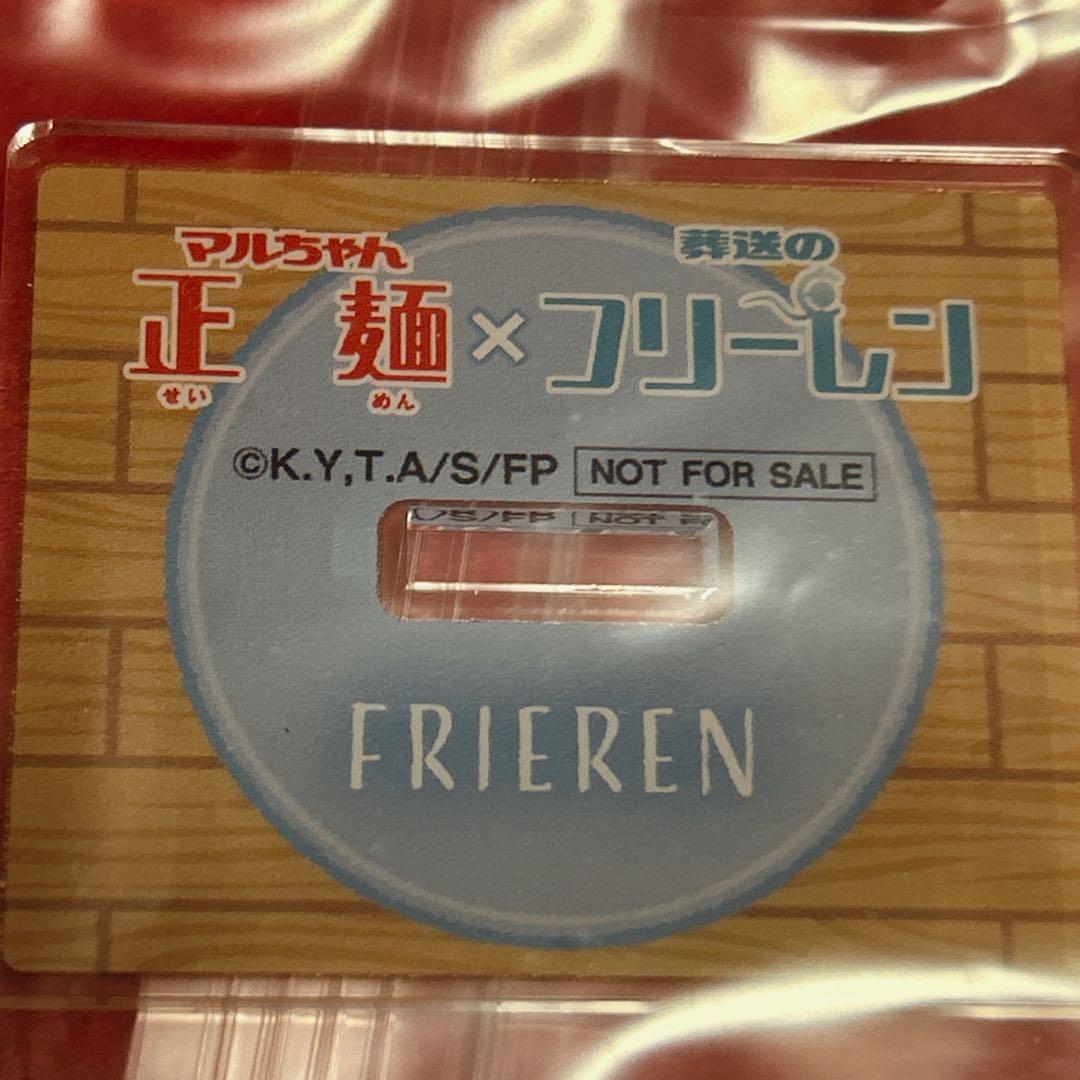 マルちゃん
正麺
せい めん
×
葬送の
フリーレン
©K.Y,T.A/S/FP NOT FOR SALE
FRIEREN